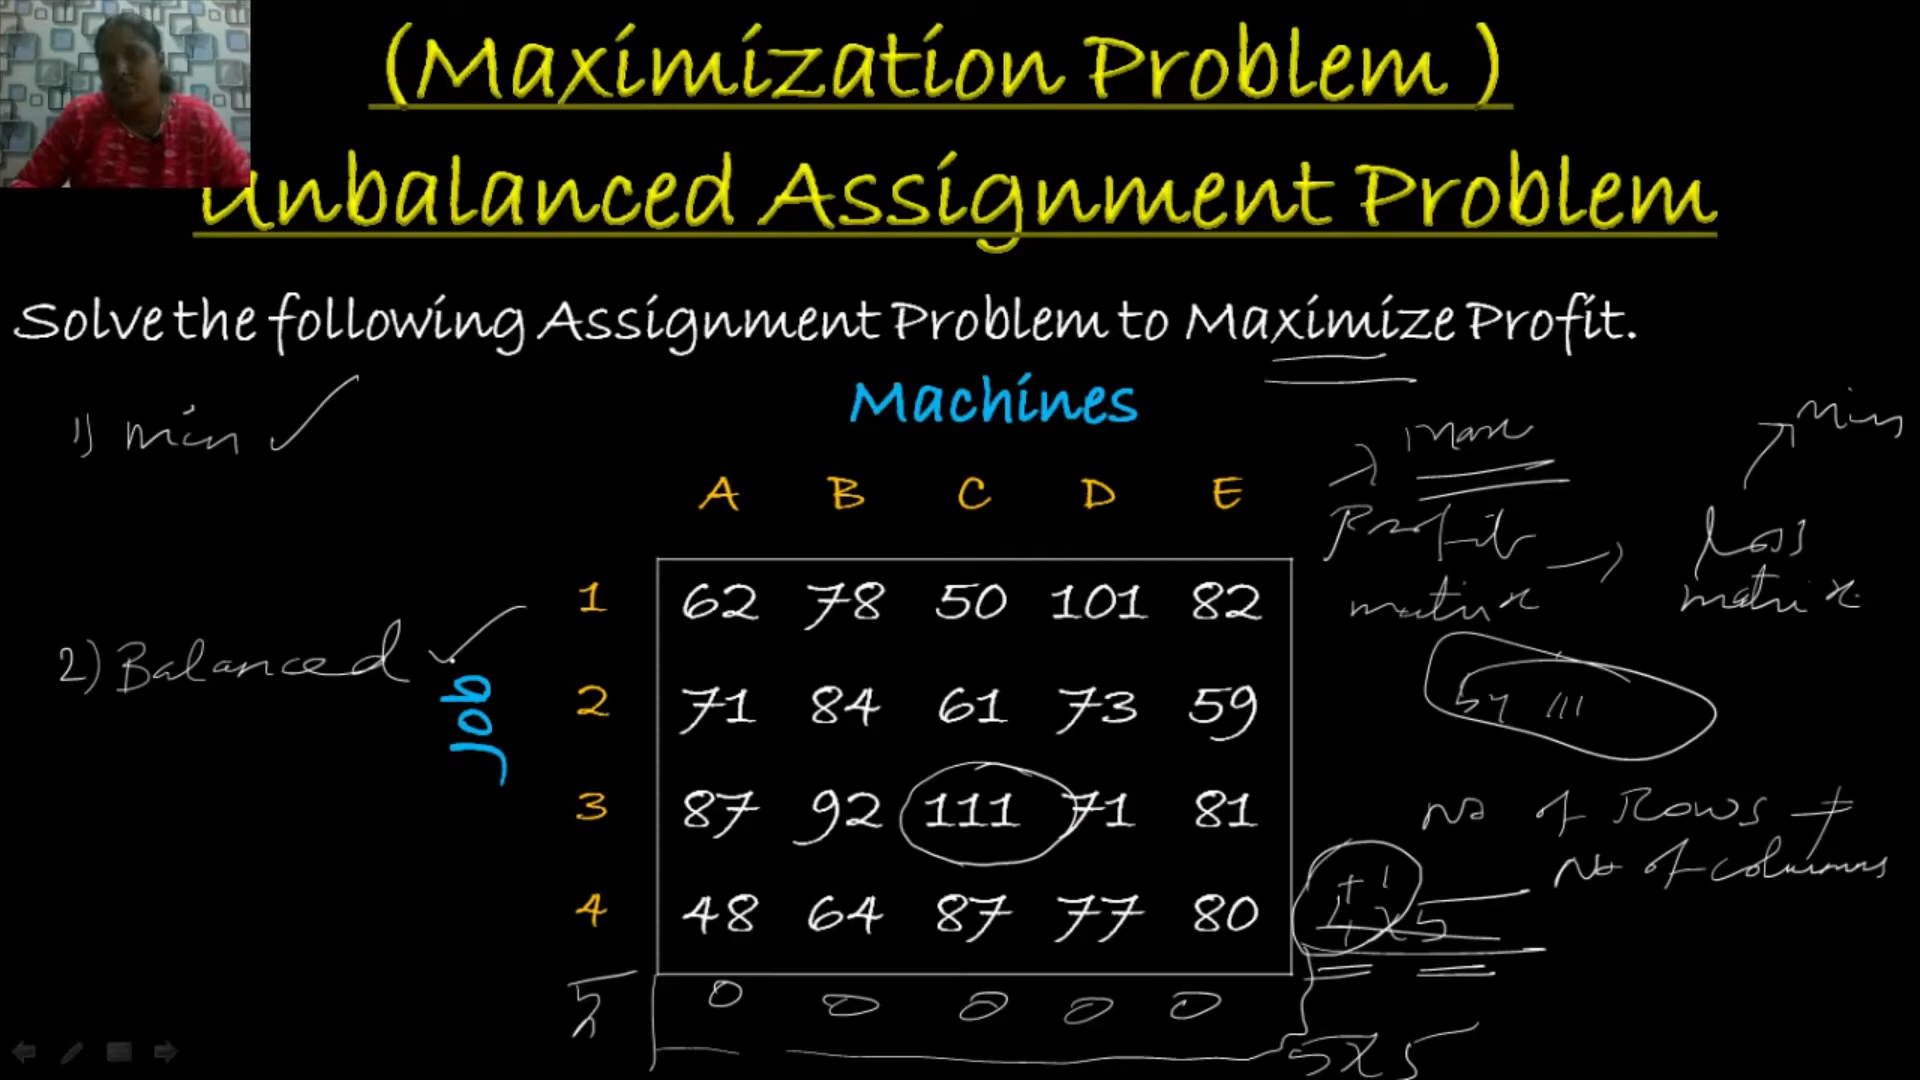 (Maximization Problem)
Unbalanced Assignment Problem
Solve the following Assignment Problem to Maximize Profit.
Machines
1) min ✓
Max
Min
Profit matrix → loss matrix
A B C D E
1 62 78 50 101 82
2) Balanced ✓
Job
2 71 84 61 73 59
111
3 87 92 111 71 81
No of rows ≠
No of columns
4 48 64 87 77 80
+1
4x5
5 0 0 0 0 0
5x5